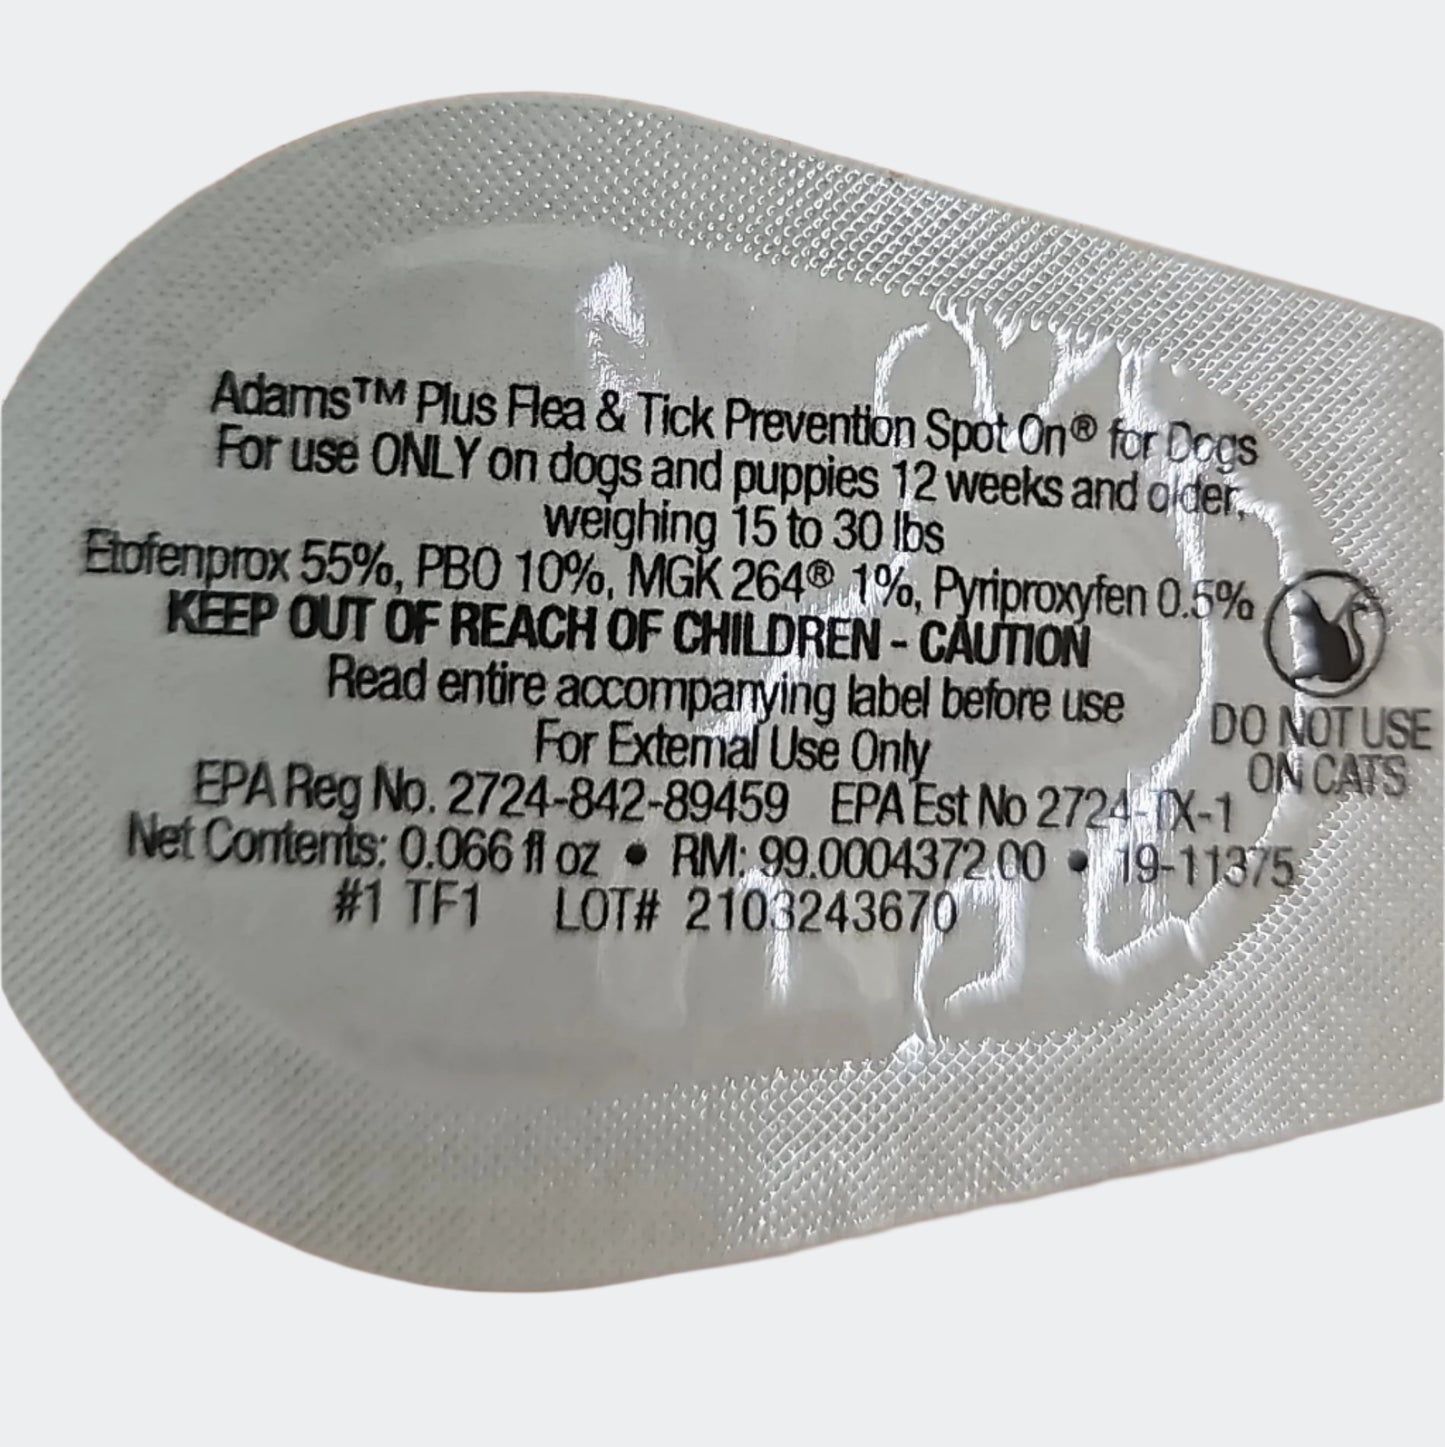 Adams™ Plus Flea & Tick Prevention Spot On® for Dogs
For use ONLY on dogs and puppies 12 weeks and older,
weighing 15 to 30 lbs
Etofenprox 55%, PBO 10%, MGK 264® 1%, Pyriproxyfen 0.5%
KEEP OUT OF REACH OF CHILDREN - CAUTION
Read entire accompanying label before use
For External Use Only
DO NOT USE
ON CATS
EPA Reg No. 2724-842-89459 EPA Est No 2724-TX-1
Net Contents: 0.066 fl oz • RM: 99.0004372.00 • 19-11375
#1 TF1 LOT# 2103243670